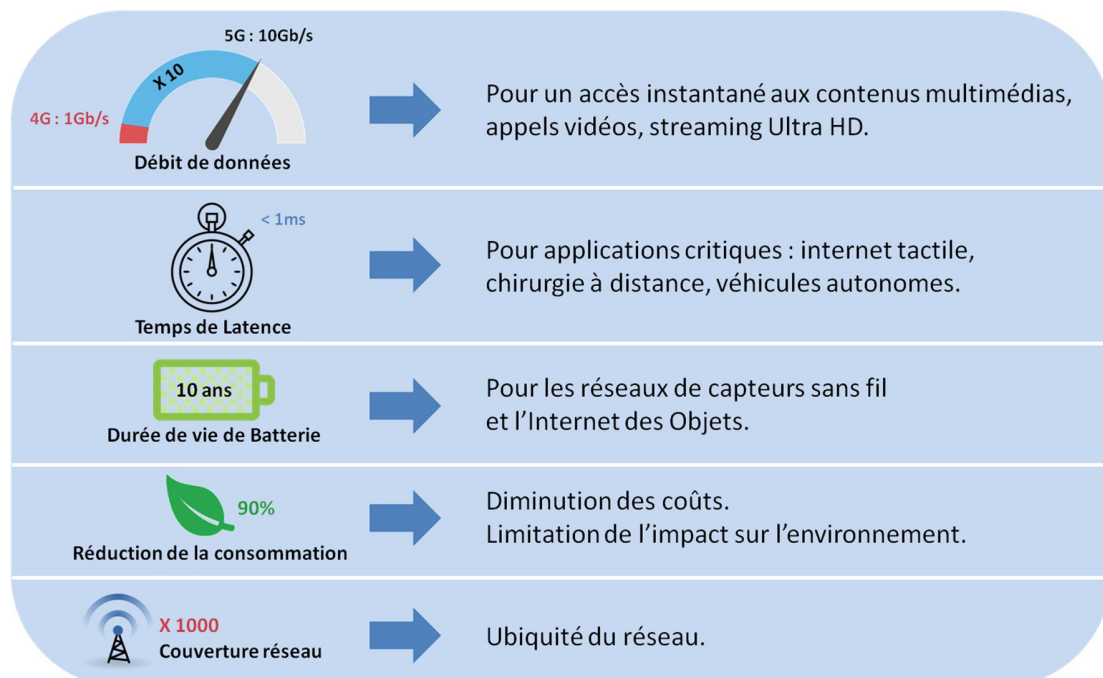 5G : 10Gb/s
X 10
4G : 1Gb/s
Débit de données
Pour un accès instantané aux contenus multimédias,
appels vidéos, streaming Ultra HD.
< 1ms
Temps de Latence
Pour applications critiques : internet tactile,
chirurgie à distance, véhicules autonomes.
10 ans
Durée de vie de Batterie
Pour les réseaux de capteurs sans fil
et l’Internet des Objets.
90%
Réduction de la consommation
Diminution des coûts.
Limitation de l’impact sur l’environnement.
X 1000
Couverture réseau
Ubiquité du réseau.